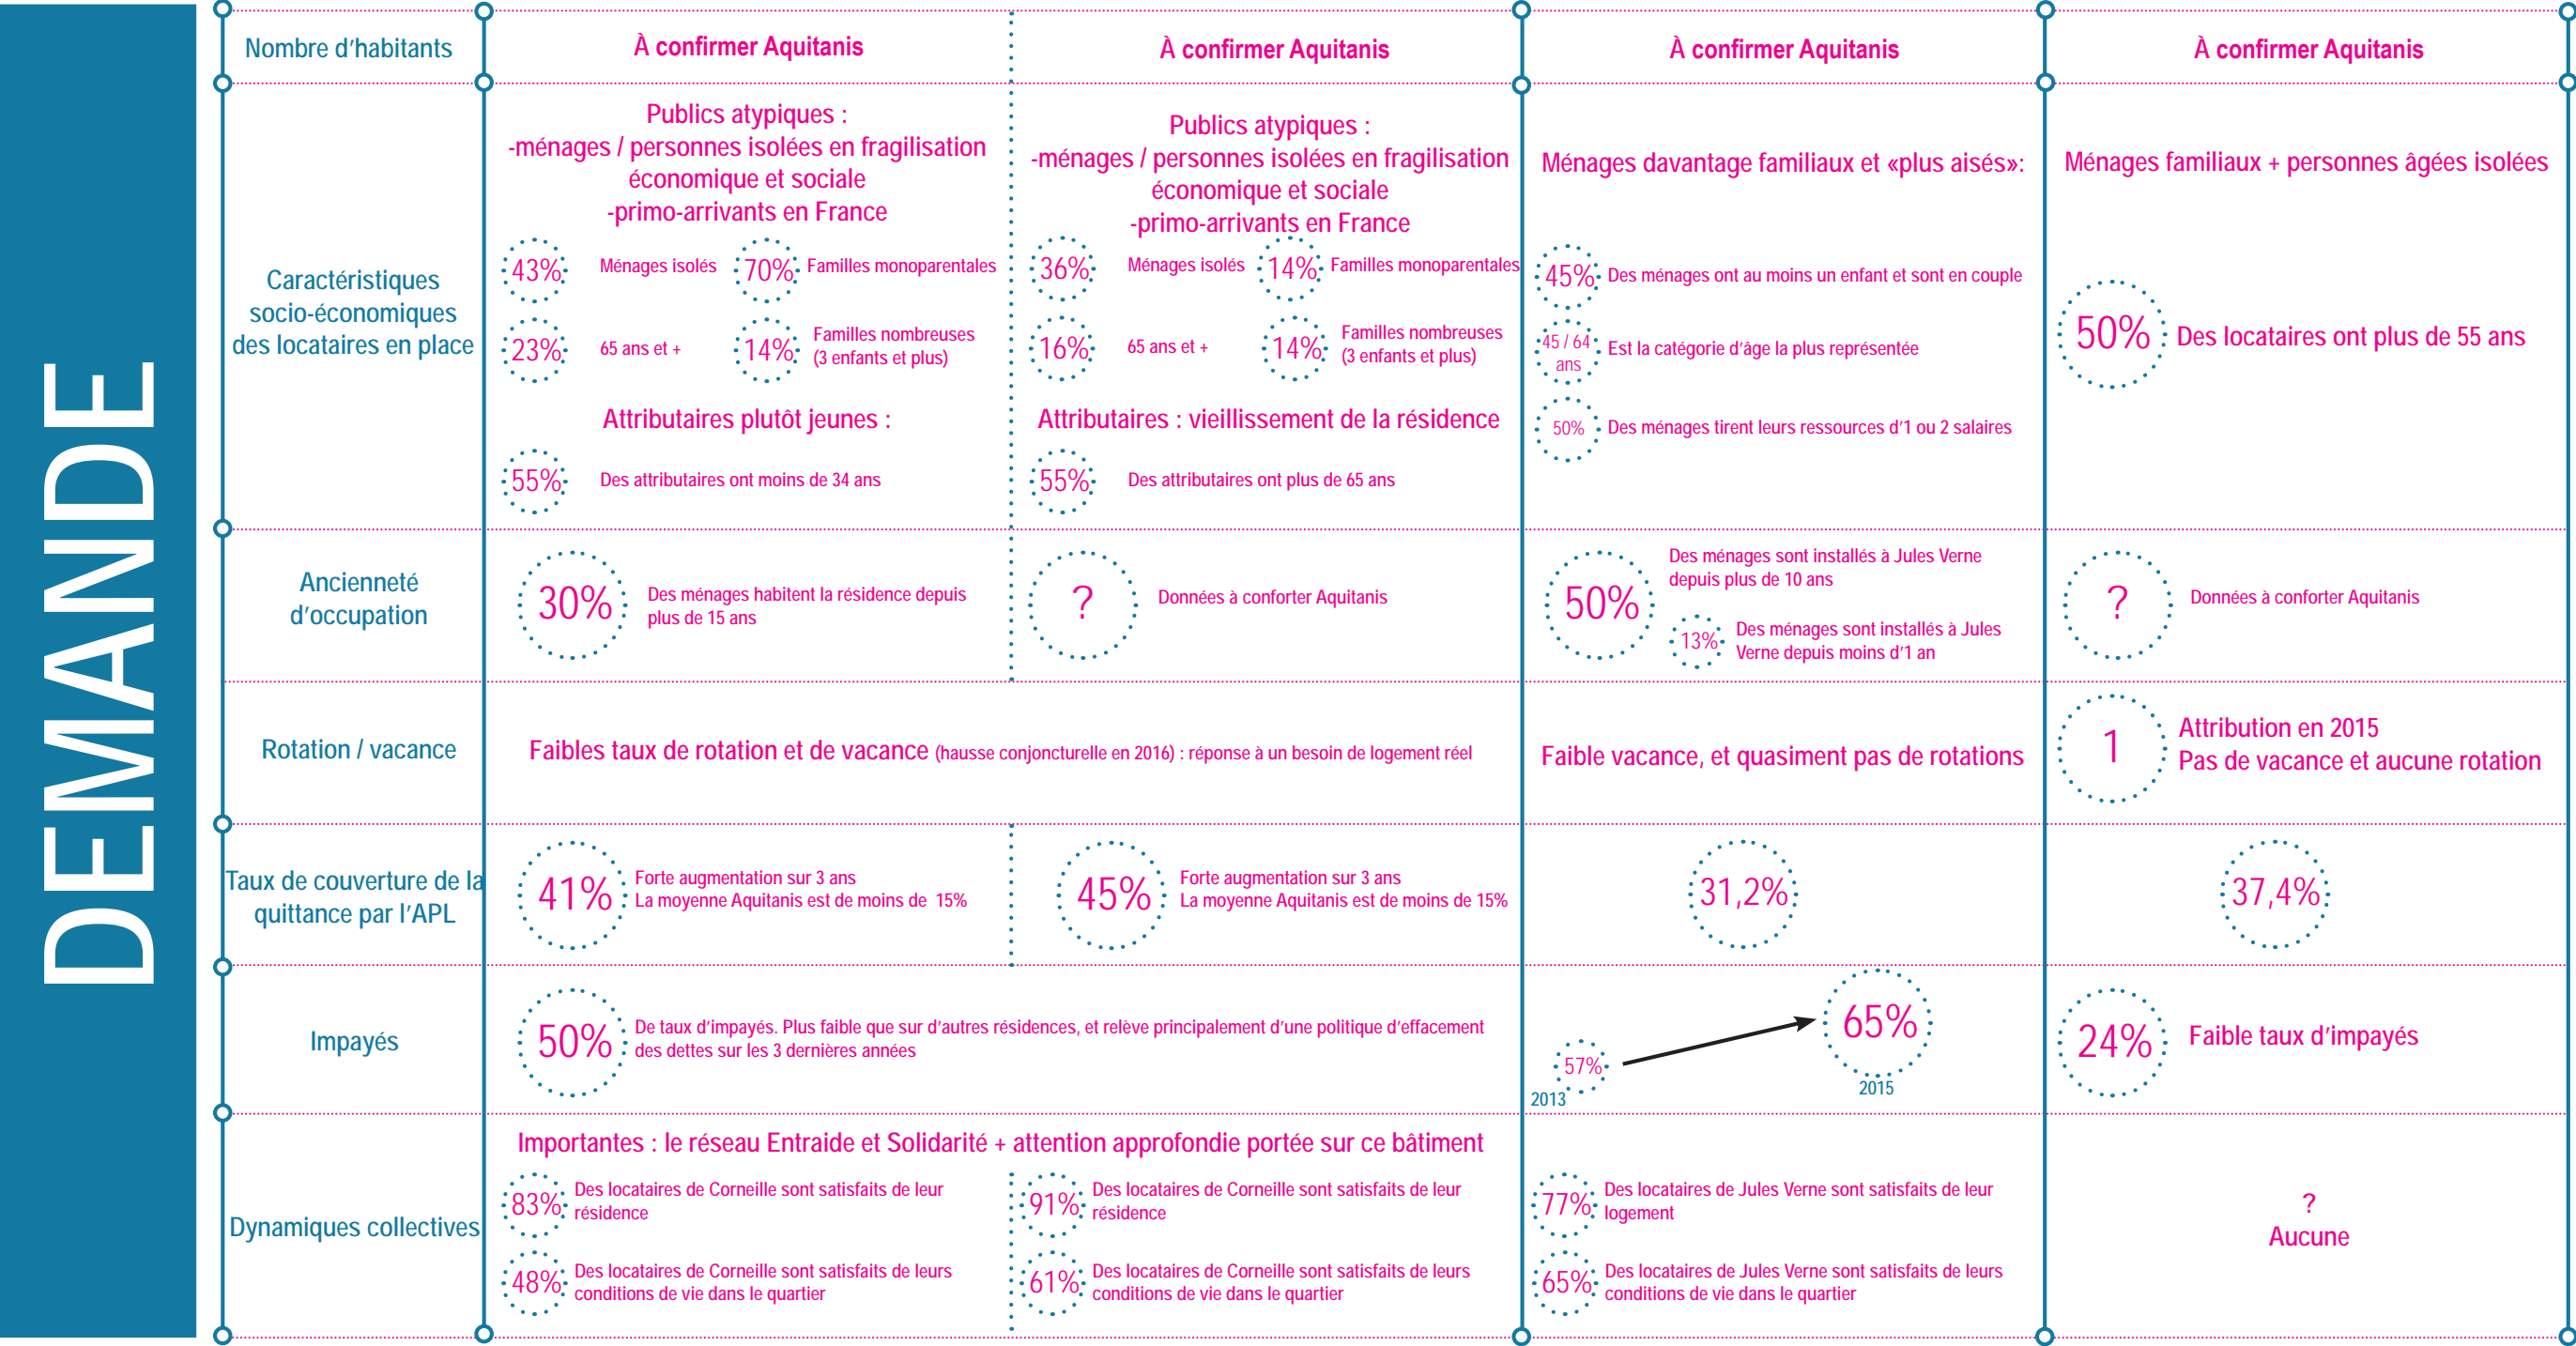 DEMANDE
Nombre d'habitants
À confirmer Aquitanis
À confirmer Aquitanis
À confirmer Aquitanis
À confirmer Aquitanis
Caractéristiques
socio-économiques
des locataires en place
Publics atypiques :
-ménages / personnes isolées en fragilisation
économique et sociale
-primo-arrivants en France
43%
Ménages isolés
70%
Familles monoparentales
23%
65 ans et +
14%
Familles nombreuses
(3 enfants et plus)
Attributaires plutôt jeunes :
55%
Des attributaires ont moins de 34 ans
Publics atypiques :
-ménages / personnes isolées en fragilisation
économique et sociale
-primo-arrivants en France
36%
Ménages isolés
14%
Familles monoparentales
16%
65 ans et +
14%
Familles nombreuses
(3 enfants et plus)
Attributaires : vieillissement de la résidence
55%
Des attributaires ont plus de 65 ans
Ménages davantage familiaux et «plus aisés»:
45%
Des ménages ont au moins un enfant et sont en couple
45 / 64
ans
Est la catégorie d'âge la plus représentée
50%
Des ménages tirent leurs ressources d'1 ou 2 salaires
Ménages familiaux + personnes âgées isolées
50%
Des locataires ont plus de 55 ans
Ancienneté
d'occupation
30%
Des ménages habitent la résidence depuis
plus de 15 ans
?
Données à conforter Aquitanis
50%
Des ménages sont installés à Jules Verne
depuis plus de 10 ans
13%
Des ménages sont installés à Jules
Verne depuis moins d'1 an
?
Données à conforter Aquitanis
Rotation / vacance
Faibles taux de rotation et de vacance (hausse conjoncturelle en 2016) : réponse à un besoin de logement réel
Faible vacance, et quasiment pas de rotations
1
Attribution en 2015
Pas de vacance et aucune rotation
Taux de couverture de la
quittance par l'APL
41%
Forte augmentation sur 3 ans
La moyenne Aquitanis est de moins de 15%
45%
Forte augmentation sur 3 ans
La moyenne Aquitanis est de moins de 15%
31,2%
37,4%
Impayés
50%
De taux d'impayés. Plus faible que sur d'autres résidences, et relève principalement d'une politique d'effacement
des dettes sur les 3 dernières années
57%
2013
65%
2015
24%
Faible taux d'impayés
Dynamiques collectives
Importantes : le réseau Entraide et Solidarité + attention approfondie portée sur ce bâtiment
83%
Des locataires de Corneille sont satisfaits de leur
résidence
48%
Des locataires de Corneille sont satisfaits de leurs
conditions de vie dans le quartier
91%
Des locataires de Corneille sont satisfaits de leur
résidence
61%
Des locataires de Corneille sont satisfaits de leurs
conditions de vie dans le quartier
77%
Des locataires de Jules Verne sont satisfaits de leur
logement
65%
Des locataires de Jules Verne sont satisfaits de leurs
conditions de vie dans le quartier
?
Aucune